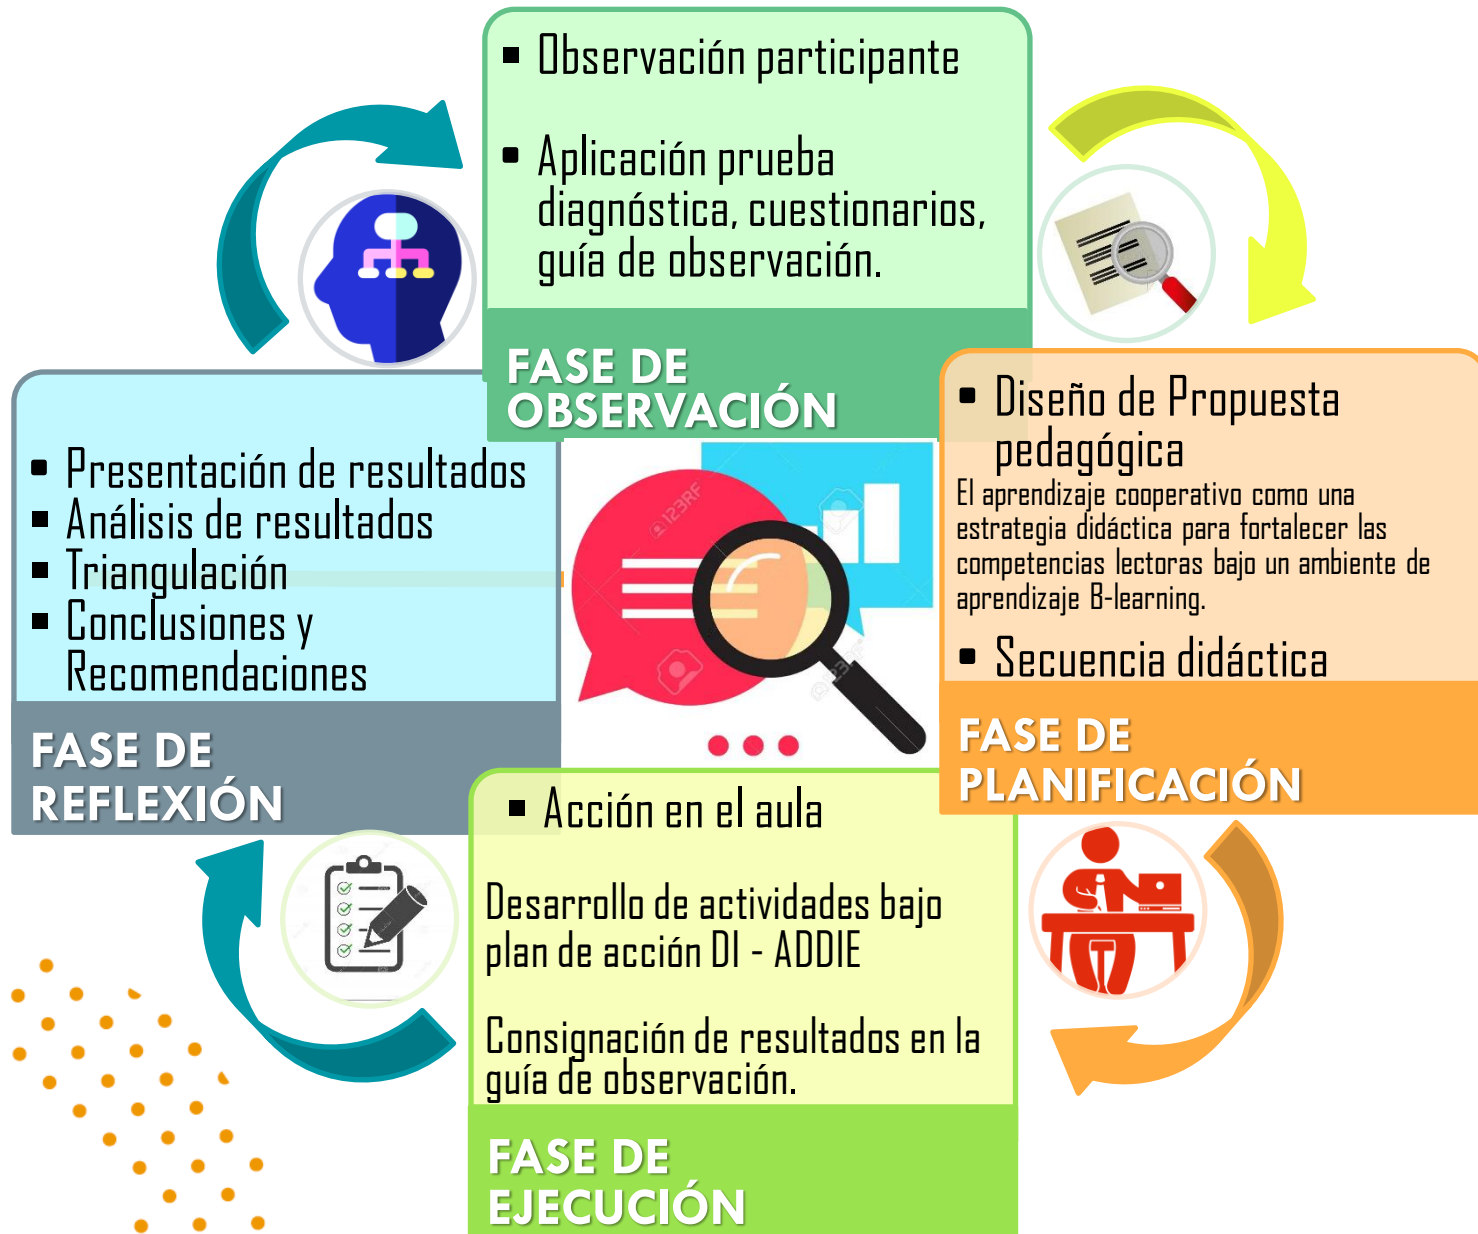 ▪ Observación participante
▪ Aplicación prueba
diagnóstica, cuestionarios,
guía de observación.
FASE DE
OBSERVACIÓN
▪ Diseño de Propuesta
pedagógica
El aprendizaje cooperativo como una
estrategia didáctica para fortalecer las
competencias lectoras bajo un ambiente de
aprendizaje B-learning.
▪ Secuencia didáctica
FASE DE
PLANIFICACIÓN
▪ Acción en el aula
Desarrollo de actividades bajo
plan de acción DI - ADDIE
Consignación de resultados en la
guía de observación.
FASE DE
EJECUCIÓN
▪ Presentación de resultados
▪ Análisis de resultados
▪ Triangulación
▪ Conclusiones y
Recomendaciones
FASE DE
REFLEXIÓN
123RF
123RF